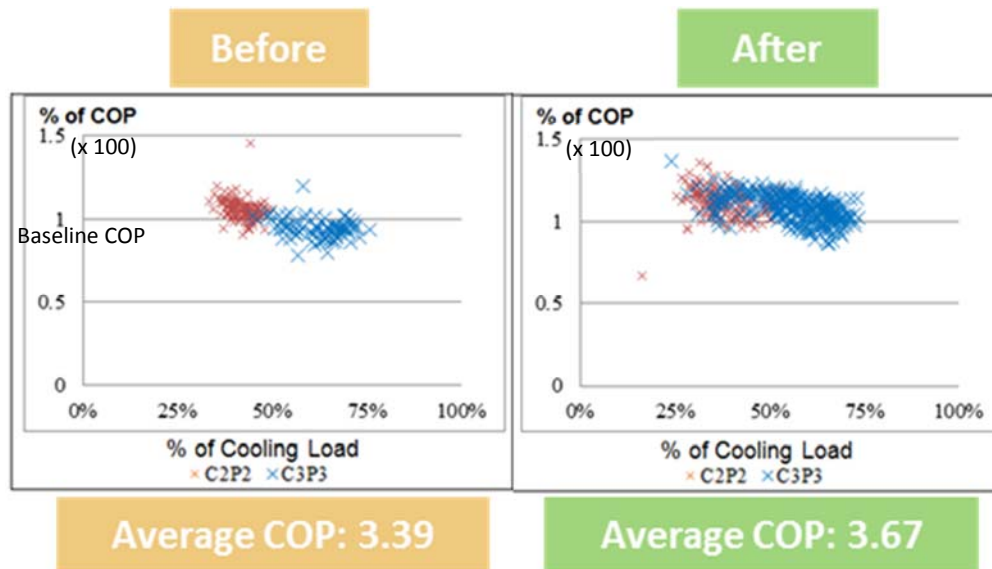 Before
After
% of COP
(x 100)
1.5
1
Baseline COP
0.5
0
0%
25%
50%
75%
100%
% of Cooling Load
C2P2
C3P3
% of COP
(x 100)
1.5
1
0.5
0
0%
25%
50%
75%
100%
% of Cooling Load
C2P2
C3P3
Average COP: 3.39
Average COP: 3.67